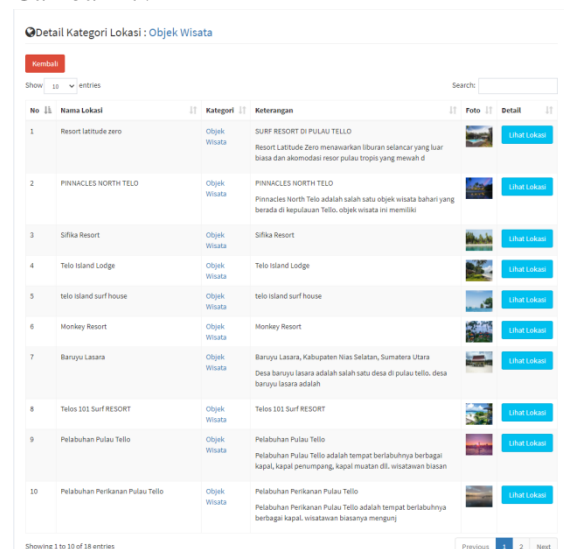 Detail Kategori Lokasi : Objek Wisata
Kembali
Show 10 entries Search:
No Nama Lokasi Kategori Keterangan Foto Detail
1 Resort latitude zero Objek Wisata SURF RESORT DI PULAU TELLO Lihat Lokasi
Resort Latitude Zero menawarkan liburan selancar yang luar
biasa dan akomodasi resor pulau tropis yang mewah d
2 PINNACLES NORTH TELO Objek Wisata PINNACLES NORTH TELO Lihat Lokasi
Pinnacles North Telo adalah salah satu objek wisata bahari yang
berada di kepulauan Tello. objek wisata ini memiliki
3 Sifika Resort Objek Wisata Sifika Resort Lihat Lokasi
4 Telo Island Lodge Objek Wisata Telo Island Lodge Lihat Lokasi
5 telo island surf house Objek Wisata telo island surf house Lihat Lokasi
6 Monkey Resort Objek Wisata Monkey Resort Lihat Lokasi
7 Baruyu Lasara Objek Wisata Baruyu Lasara, Kabupaten Nias Selatan, Sumatera Utara Lihat Lokasi
Desa baruyu lasara adalah salah satu desa di pulau tello. desa
baruyu lasara adalah
8 Telos 101 Surf RESORT Objek Wisata Telos 101 Surf RESORT Lihat Lokasi
9 Pelabuhan Pulau Tello Objek Wisata Pelabuhan Pulau Tello Lihat Lokasi
Pelabuhan Pulau Tello adalah tempat berlabuhnya berbagai
kapal, kapal penumpang, kapal muatan dll. wisatawan biasan
10 Pelabuhan Perikanan Pulau Tello Objek Wisata Pelabuhan Perikanan Pulau Tello Lihat Lokasi
Pelabuhan Perikanan Pulau Tello adalah tempat berlabuhnya
berbagai kapal. wisatawan biasanya mengunj
Showing 1 to 10 of 18 entries Previous 1 2 Next